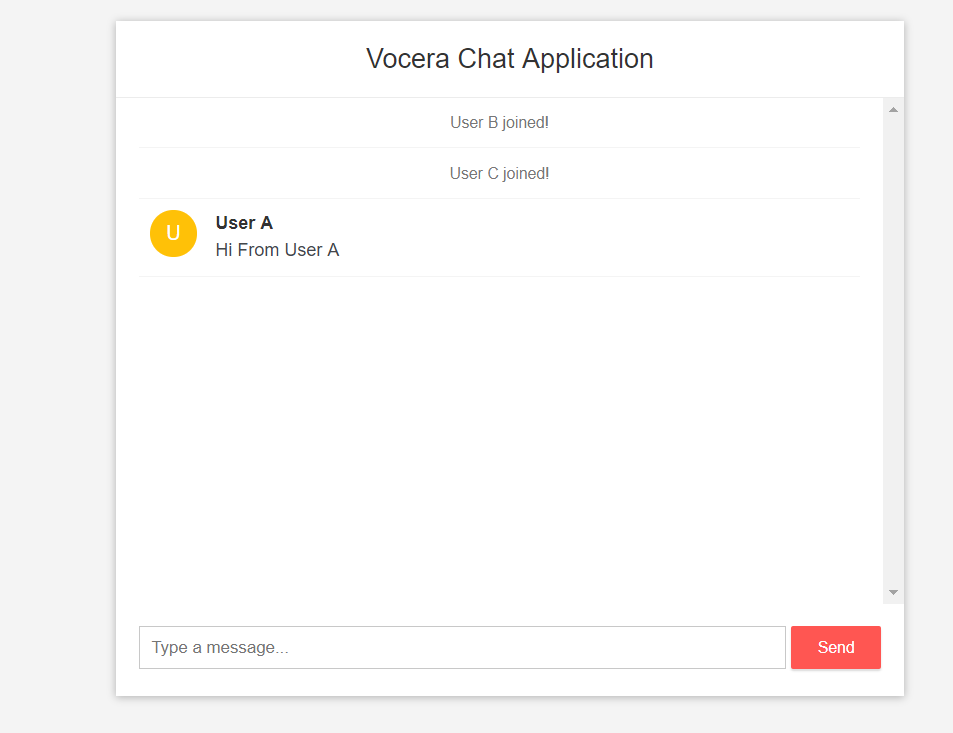 Vocera Chat Application
User B joined!
User C joined!
U
User A
Hi From User A
Type a message...
Send